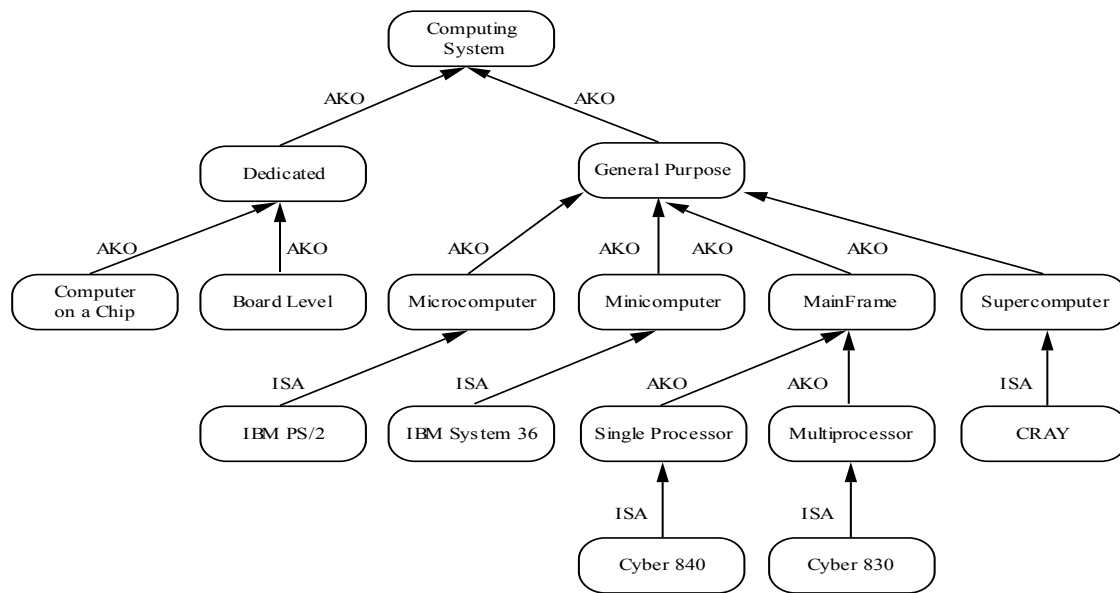 Computing
System
AKO
AKO
Dedicated
General Purpose
AKO
AKO
AKO
AKO
AKO
AKO
Computer
on a Chip
Board Level
Microcomputer
Minicomputer
MainFrame
Supercomputer
ISA
ISA
AKO
AKO
ISA
IBM PS/2
IBM System 36
Single Processor
Multiprocessor
CRAY
ISA
ISA
Cyber 840
Cyber 830